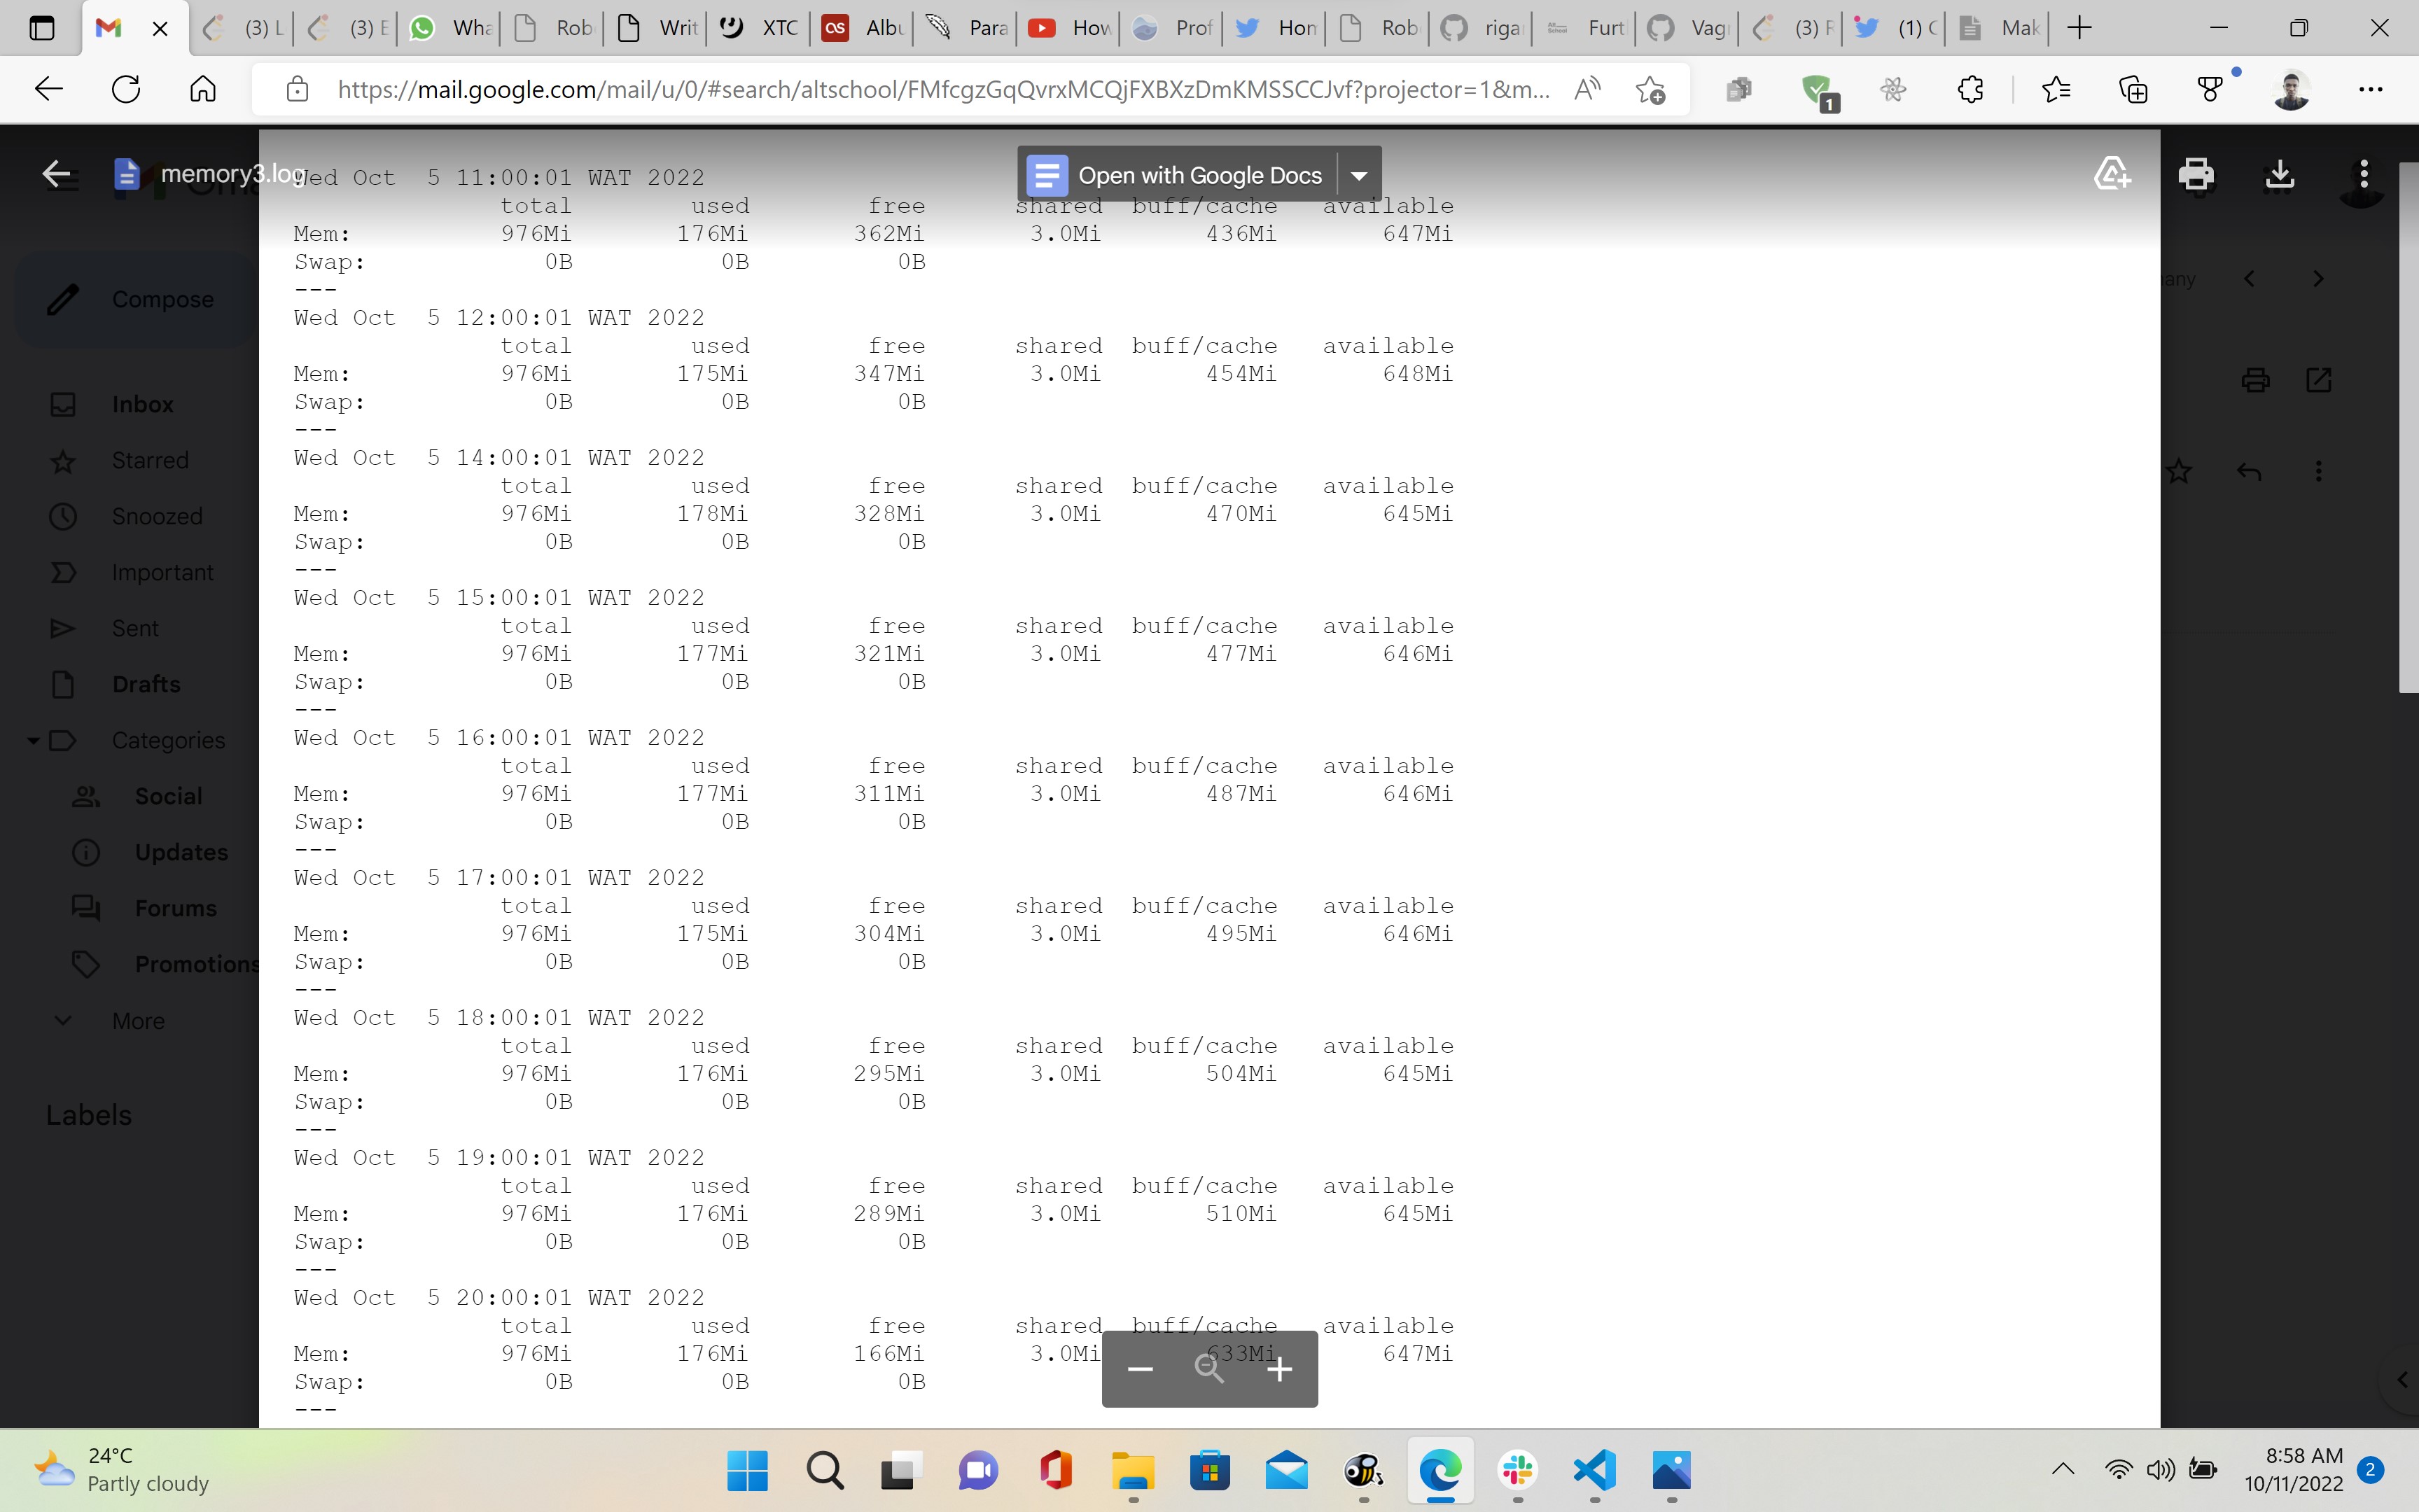 (3) L
(3) E
Wha
Rob
Writ
XTC
Albu
Para
How
Prof
Hom
Rob
riga
Furt
Vagr
(3) F
(1) C
Mak
https://mail.google.com/mail/u/0/#search/altschool/FMfcgzGqQvrxMCQjFXBXzDmKMSSCCJvf?projector=1&m...
1
memory3.log
Open with Google Docs
Wed Oct  5 11:00:01 WAT 2022
total used free shared buff/cache available
Mem: 976Mi 176Mi 362Mi 3.0Mi 436Mi 647Mi
Swap: 0B 0B 0B
---
Wed Oct  5 12:00:01 WAT 2022
total used free shared buff/cache available
Mem: 976Mi 175Mi 347Mi 3.0Mi 454Mi 648Mi
Swap: 0B 0B 0B
---
Wed Oct  5 14:00:01 WAT 2022
total used free shared buff/cache available
Mem: 976Mi 178Mi 328Mi 3.0Mi 470Mi 645Mi
Swap: 0B 0B 0B
---
Wed Oct  5 15:00:01 WAT 2022
total used free shared buff/cache available
Mem: 976Mi 177Mi 321Mi 3.0Mi 477Mi 646Mi
Swap: 0B 0B 0B
---
Wed Oct  5 16:00:01 WAT 2022
total used free shared buff/cache available
Mem: 976Mi 177Mi 311Mi 3.0Mi 487Mi 646Mi
Swap: 0B 0B 0B
---
Wed Oct  5 17:00:01 WAT 2022
total used free shared buff/cache available
Mem: 976Mi 175Mi 304Mi 3.0Mi 495Mi 646Mi
Swap: 0B 0B 0B
---
Wed Oct  5 18:00:01 WAT 2022
total used free shared buff/cache available
Mem: 976Mi 176Mi 295Mi 3.0Mi 504Mi 645Mi
Swap: 0B 0B 0B
---
Wed Oct  5 19:00:01 WAT 2022
total used free shared buff/cache available
Mem: 976Mi 176Mi 289Mi 3.0Mi 510Mi 645Mi
Swap: 0B 0B 0B
---
Wed Oct  5 20:00:01 WAT 2022
total used free shared buff/cache available
Mem: 976Mi 176Mi 166Mi 3.0Mi 633Mi 647Mi
Swap: 0B 0B 0B
---
Compose
Inbox
Starred
Snoozed
Important
Sent
Drafts
Categories
Social
Updates
Forums
Promotions
More
Labels
any
24°C
Partly cloudy
8:58 AM
10/11/2022
2